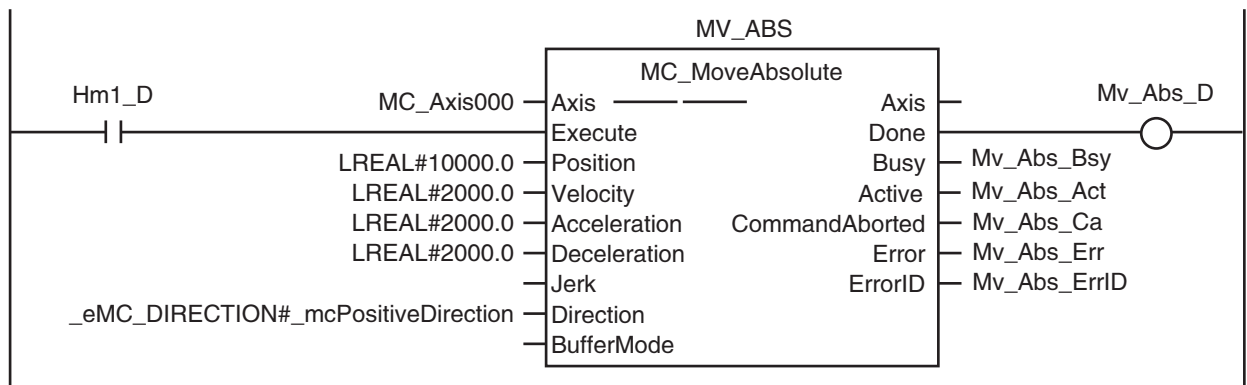 MV_ABS
MC_MoveAbsolute
Hm1_D
MC_Axis000 Axis Axis Mv_Abs_D
Execute Done
LREAL#10000.0 Position Busy Mv_Abs_Bsy
LREAL#2000.0 Velocity Active Mv_Abs_Act
LREAL#2000.0 Acceleration CommandAborted Mv_Abs_Ca
LREAL#2000.0 Deceleration Error Mv_Abs_Err
Jerk ErrorID Mv_Abs_ErrID
_eMC_DIRECTION#_mcPositiveDirection Direction
BufferMode